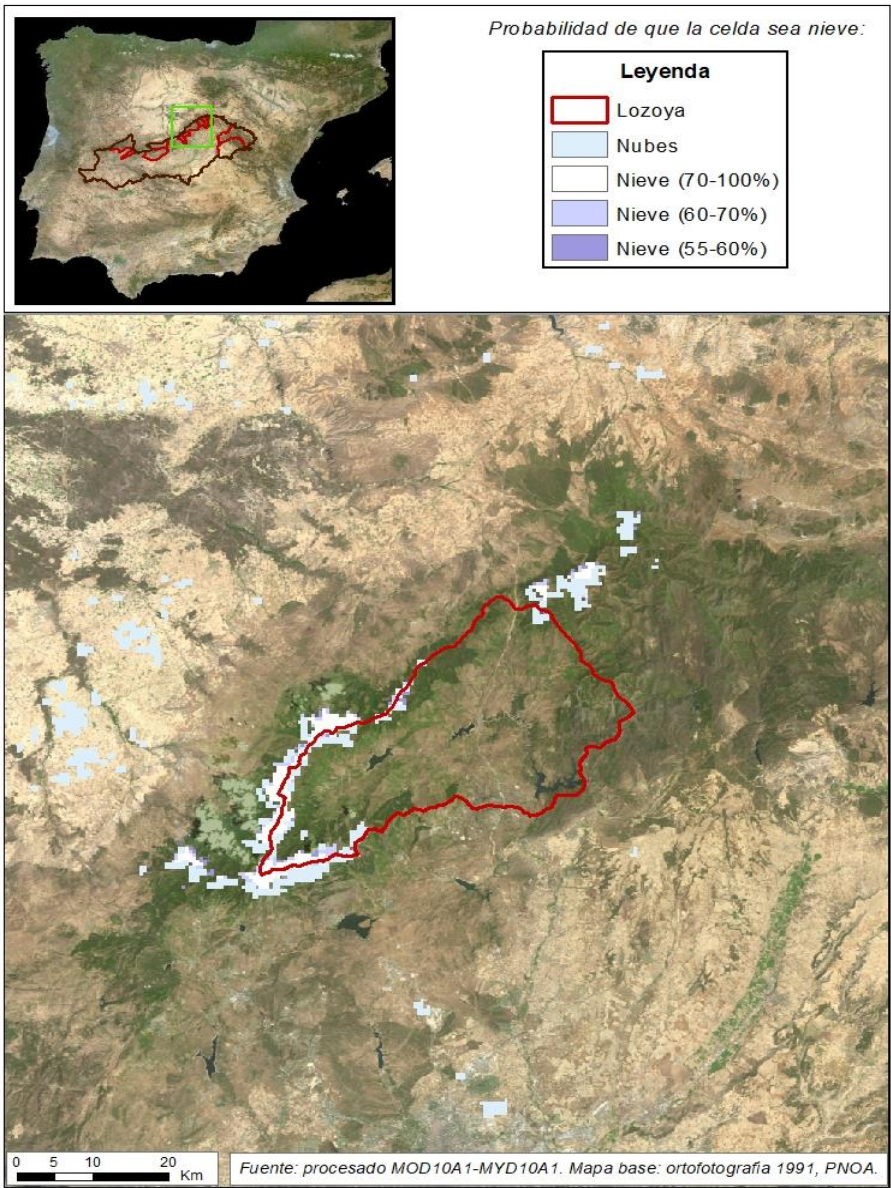 Probabilidad de que la celda sea nieve:
Leyenda
Lozoya
Nubes
Nieve (70-100%)
Nieve (60-70%)
Nieve (55-60%)
0 5 10 20
Km
Fuente: procesado MOD10A1-MYD10A1. Mapa base: ortofotografía 1991, PNOA.